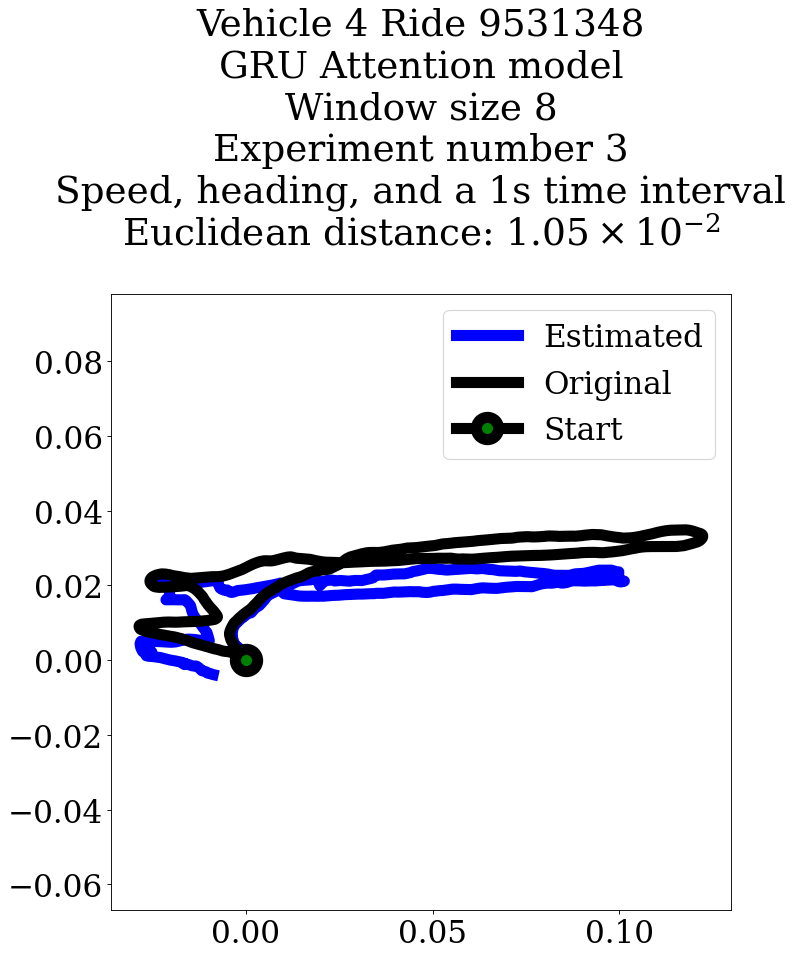 Vehicle 4 Ride 9531348
GRU Attention model
Window size 8
Experiment number 3
Speed, heading, and a 1s time interval
Euclidean distance: 1.05 × 10⁻²
Estimated
Original
Start
0.08
0.06
0.04
0.02
0.00
−0.02
−0.04
−0.06
0.00 0.05 0.10